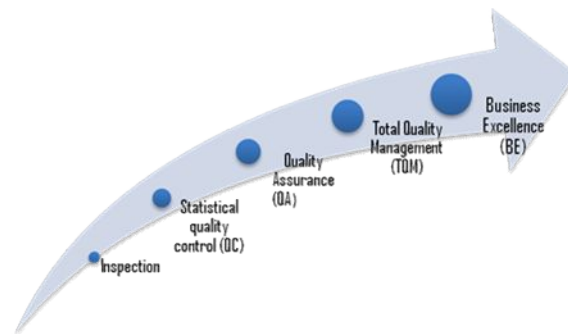 Inspection
Statistical
quality
control (QC)
Quality
Assurance
(QA)
Total Quality
Management
(TQM)
Business
Excellence
(BE)